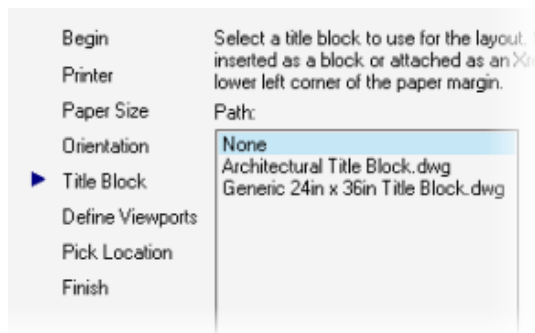 Begin
Printer
Paper Size
Orientation
Title Block
Define Viewports
Pick Location
Finish
Select a title block to use for the layout.
inserted as a block or attached as an
lower left corner of the paper margin.
Path:
None
Architectural Title Block.dwg
Generic 24in x 36in Title Block.dwg